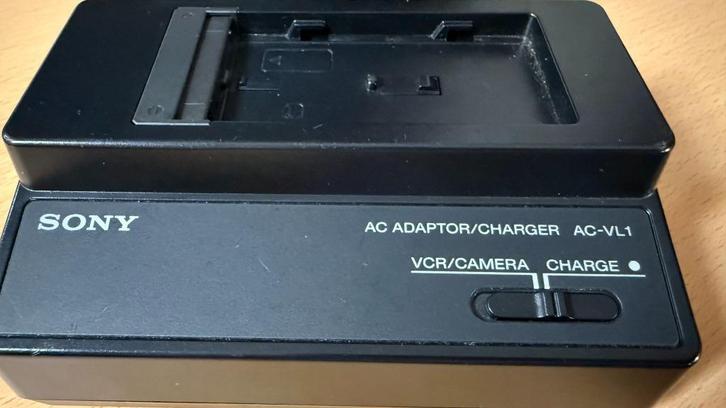 SONY
AC ADAPTOR/CHARGER AC-VL1
VCR/CAMERA CHARGE